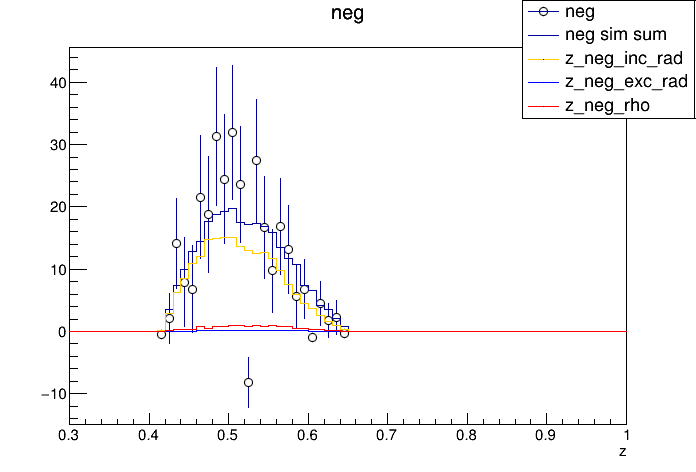 neg
neg
neg sim sum
z_neg_inc_rad
z_neg_exc_rad
z_neg_rho
40
30
20
10
0
−10
0.3 0.4 0.5 0.6 0.7 0.8 0.9 1
z